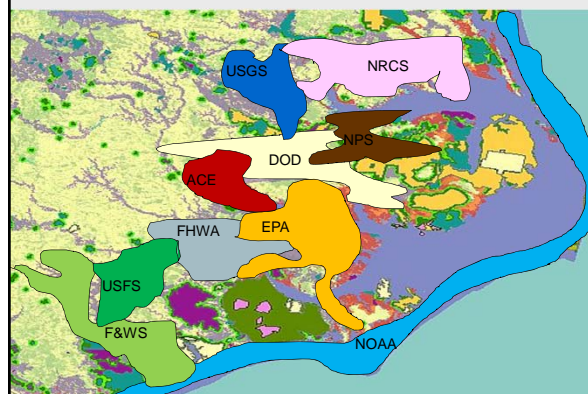 USGS
NRCS
NPS
DOD
ACE
FHWA
EPA
USFS
F&WS
NOAA